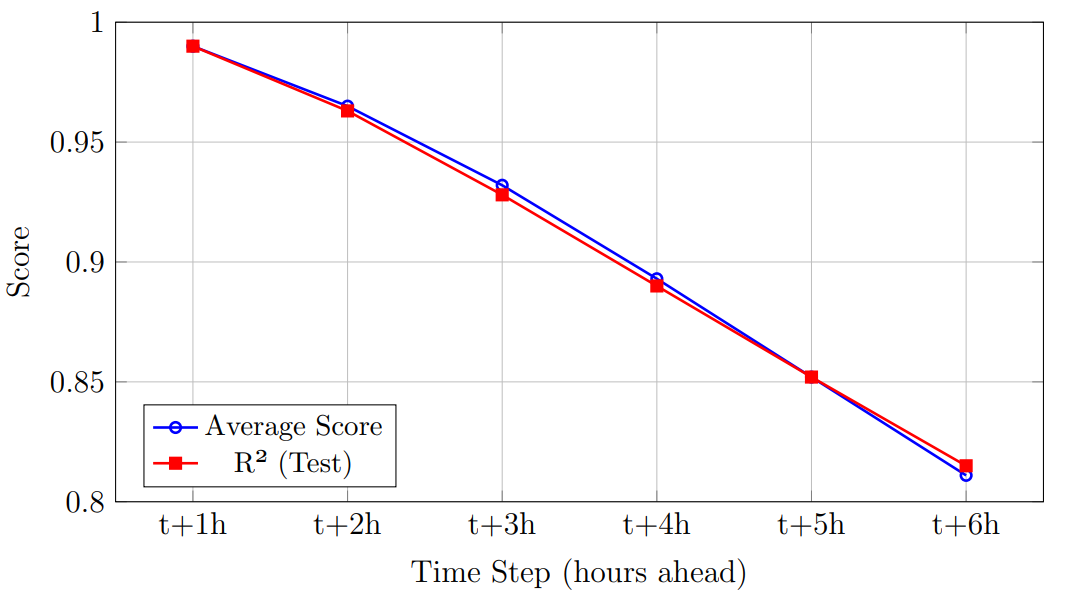 1
0.95
0.9
0.85
0.8
Score
Average Score
R² (Test)
t+1h t+2h t+3h t+4h t+5h t+6h
Time Step (hours ahead)